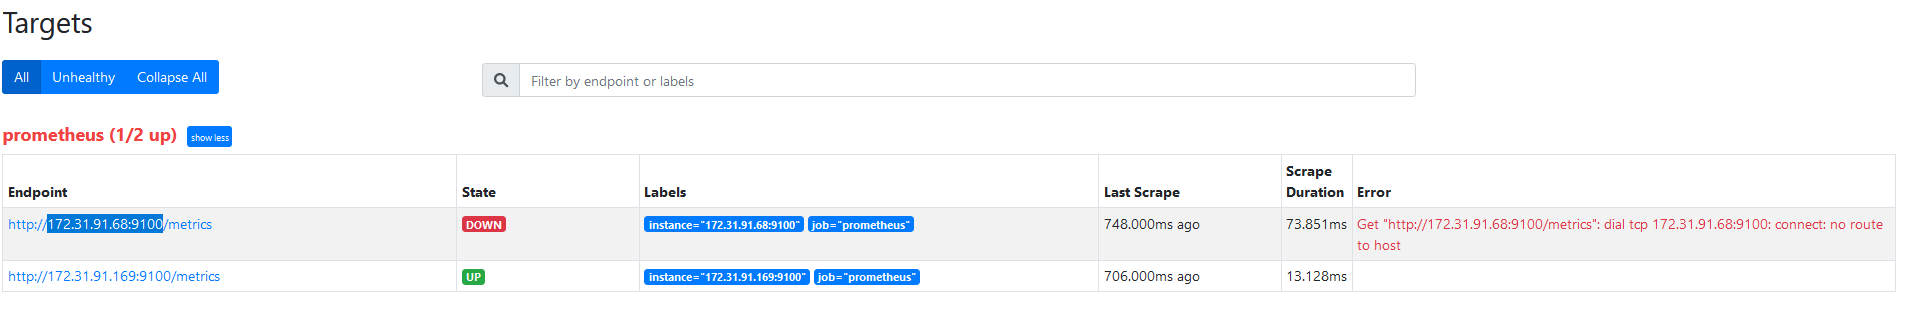 Targets
All Unhealthy Collapse All Filter by endpoint or labels
prometheus (1/2 up) show less
Endpoint State Labels Last Scrape Scrape Duration Error
http://172.31.91.68:9100/metrics DOWN instance="172.31.91.68:9100" job="prometheus" 748.000ms ago 73.851ms Get "http://172.31.91.68:9100/metrics": dial tcp 172.31.91.68:9100: connect: no route
to host
http://172.31.91.169:9100/metrics UP instance="172.31.91.169:9100" job="prometheus" 706.000ms ago 13.128ms